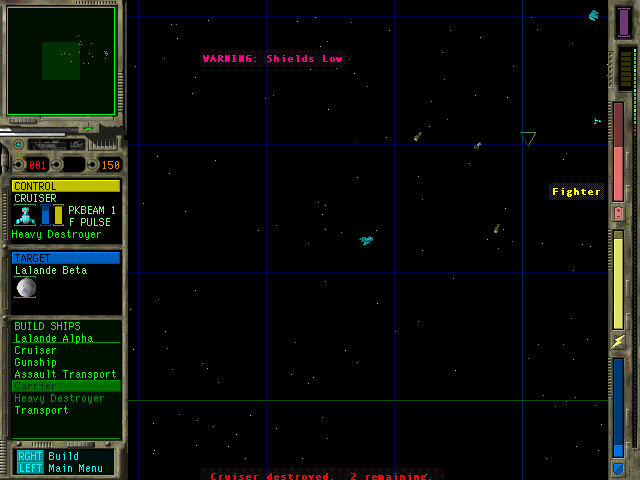 WARNING: Shields Low
001
150
CONTROL
CRUISER
PKBEAM 1
F PULSE
Heavy Destroyer
Fighter
TARGET
Lalande Beta
BUILD SHIPS
Lalande Alpha
Cruiser
Gunship
Assault Transport
Carrier
Heavy Destroyer
Transport
RGHT Build
LEFT Main Menu
Cruiser destroyed. 2 remaining.